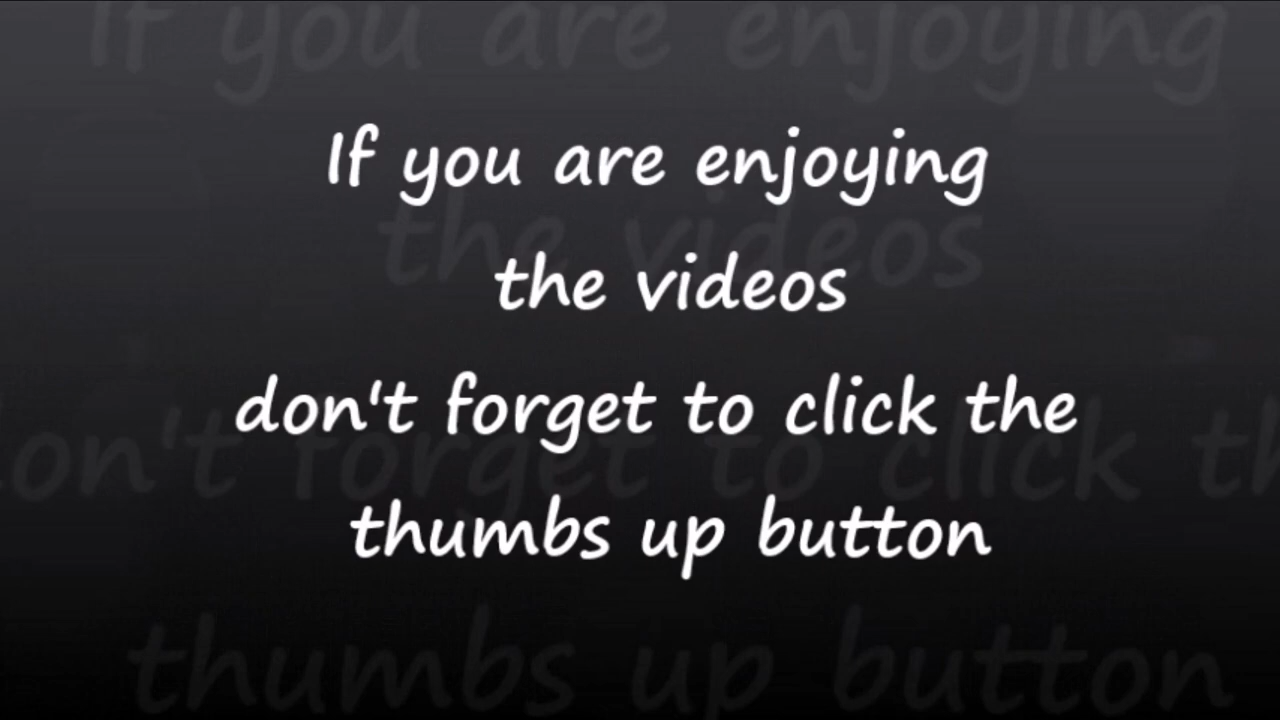 If you are enjoying
the videos
don't forget to click the
thumbs up button